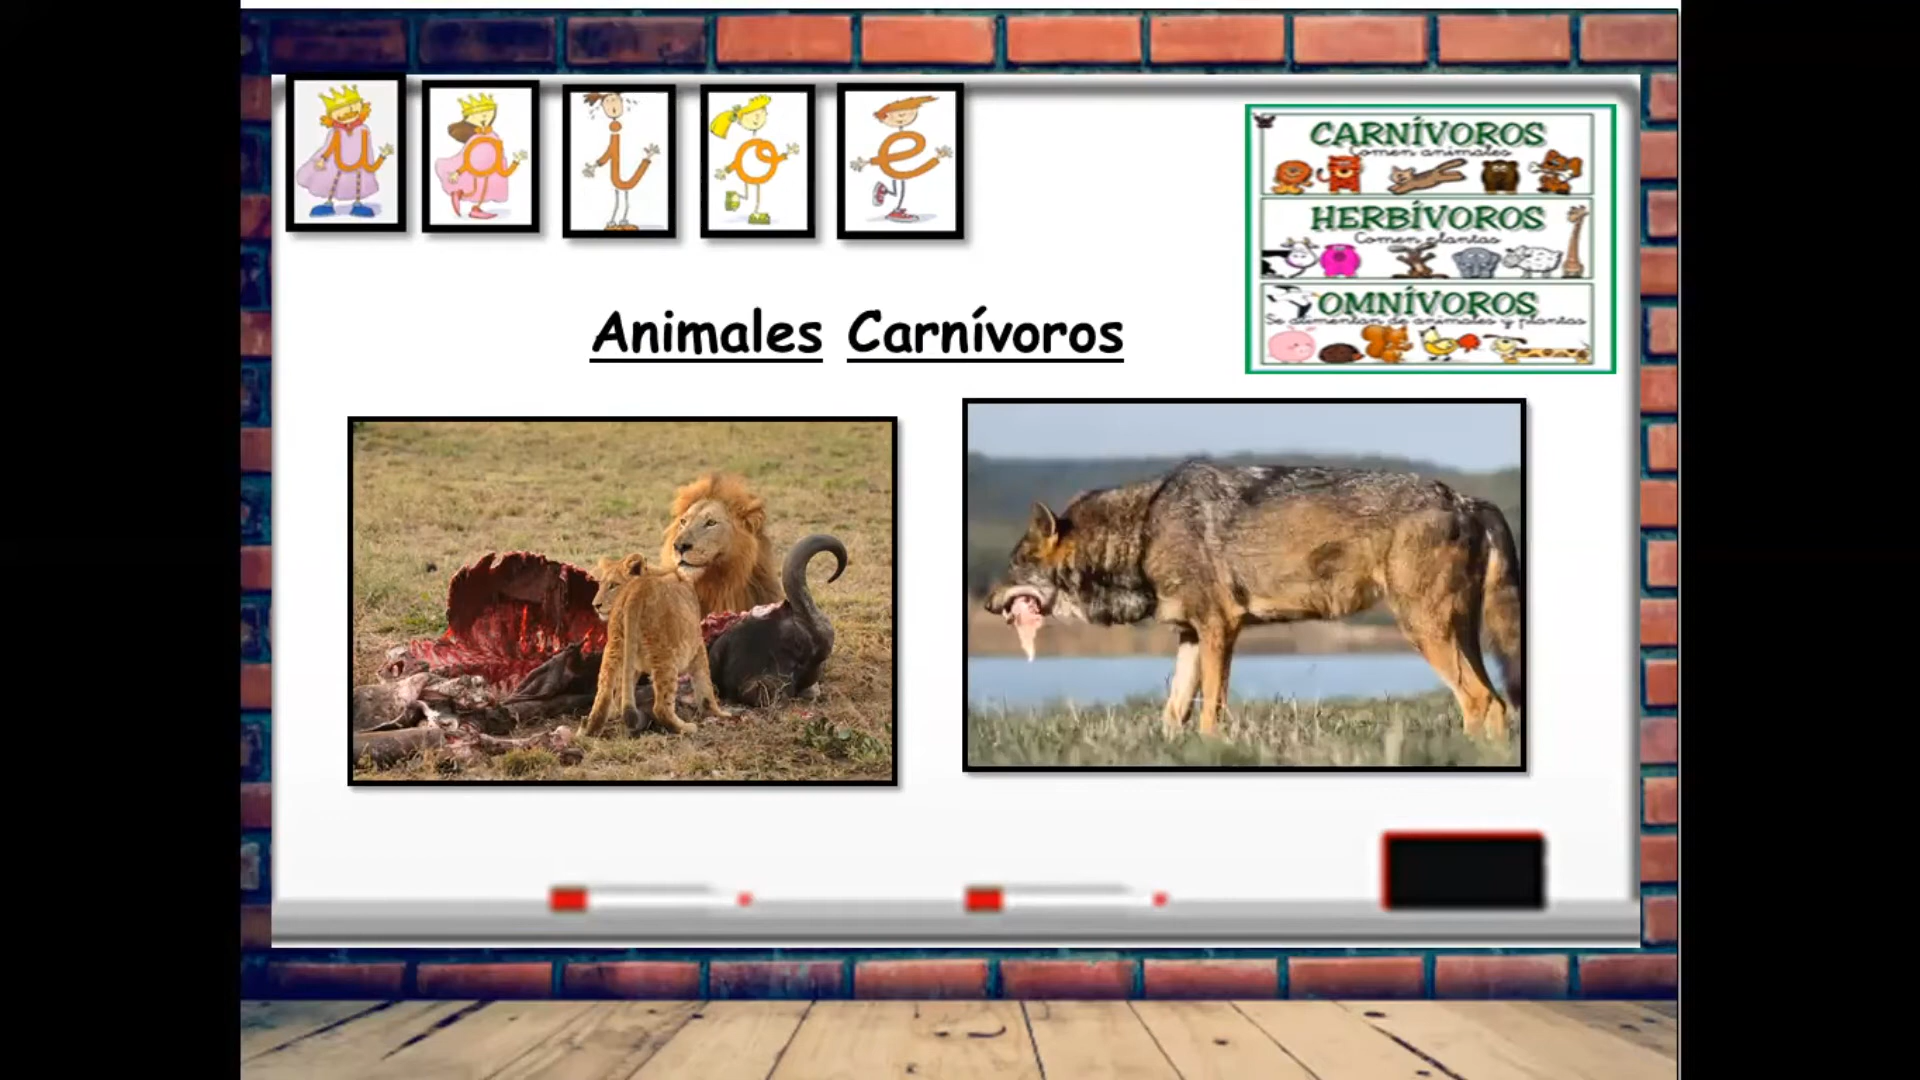 u a i o e
CARNÍVOROS
Comen animales
HERBÍVOROS
Comen plantas
OMNÍVOROS
Se alimentan de animales y plantas
Animales Carnívoros